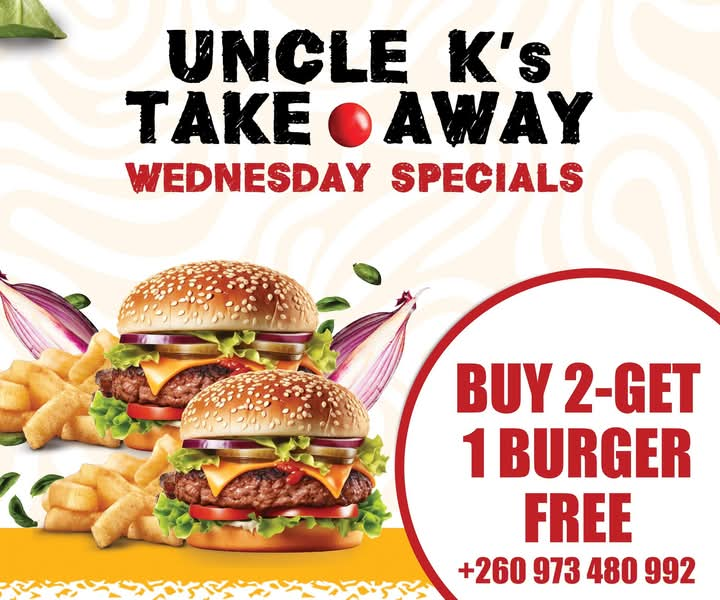 UNCLE K's
TAKE AWAY
WEDNESDAY SPECIALS
BUY 2-GET
1 BURGER
FREE
+260 973 480 992